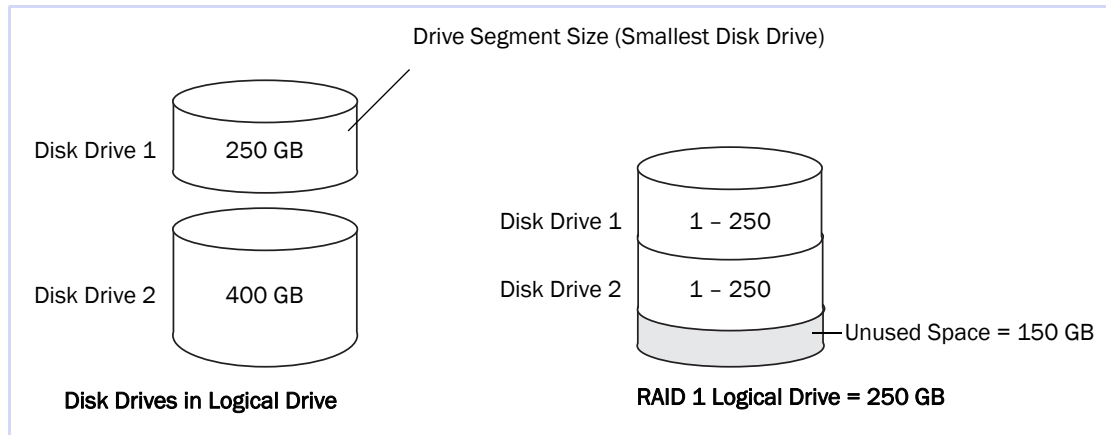 Drive Segment Size (Smallest Disk Drive)
Disk Drive 1
250 GB
Disk Drive 2
400 GB
Disk Drives in Logical Drive
Disk Drive 1
1 – 250
Disk Drive 2
1 – 250
Unused Space = 150 GB
RAID 1 Logical Drive = 250 GB